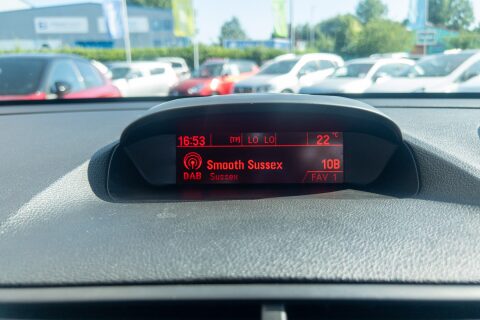 16:53 [TP] LO LO 22 °C
Smooth Sussex 10B
DAB Sussex FAV 1